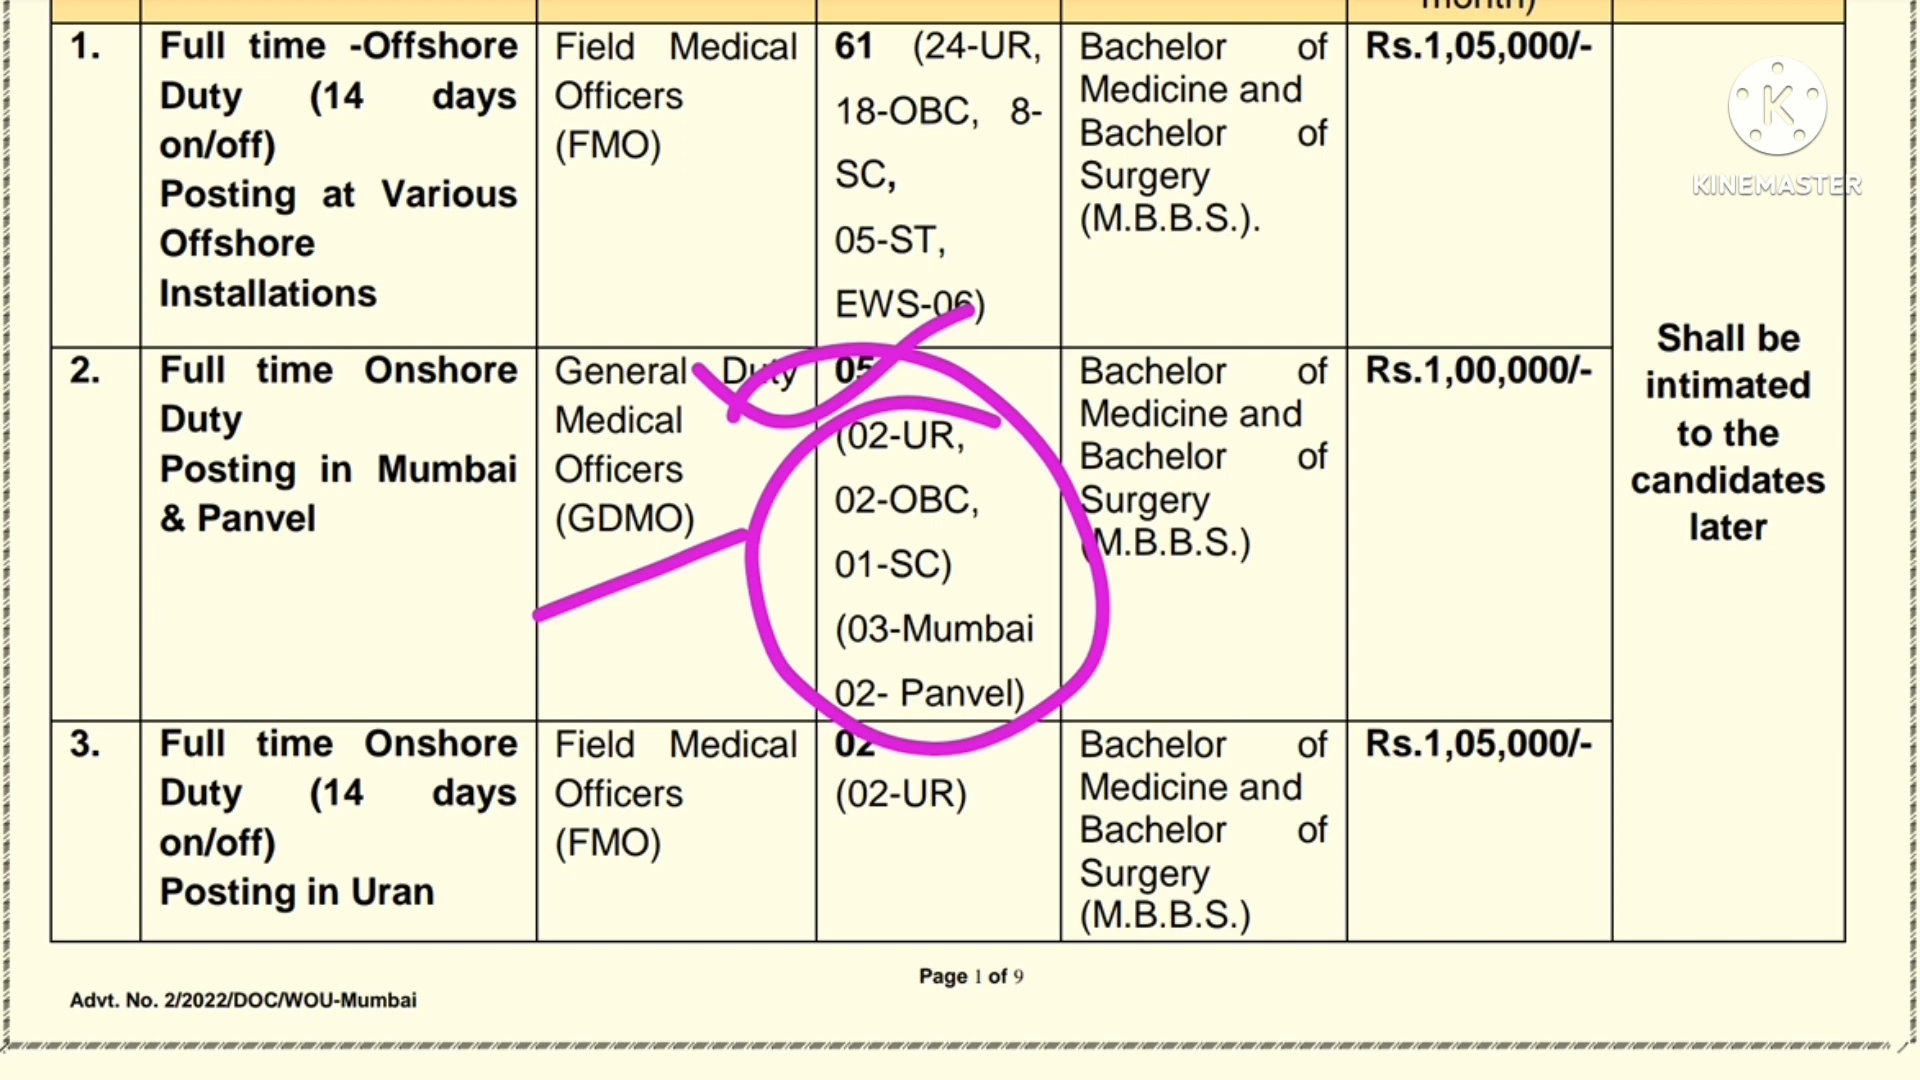 month)
1.
Full time -Offshore
Duty (14 days
on/off)
Posting at Various
Offshore
Installations
Field Medical
Officers
(FMO)
61 (24-UR,
18-OBC, 8-
SC,
05-ST,
EWS-06)
Bachelor of
Medicine and
Bachelor of
Surgery
(M.B.B.S.).
Rs.1,05,000/-
K
KINEMASTER
2.
Full time Onshore
Duty
Posting in Mumbai
& Panvel
General Duty
Medical
Officers
(GDMO)
05
(02-UR,
02-OBC,
01-SC)
(03-Mumbai
02- Panvel)
Bachelor of
Medicine and
Bachelor of
Surgery
(M.B.B.S.)
Rs.1,00,000/-
Shall be
intimated
to the
candidates
later
3.
Full time Onshore
Duty (14 days
on/off)
Posting in Uran
Field Medical
Officers
(FMO)
02
(02-UR)
Bachelor of
Medicine and
Bachelor of
Surgery
(M.B.B.S.)
Rs.1,05,000/-
Page 1 of 9
Advt. No. 2/2022/DOC/WOU-Mumbai